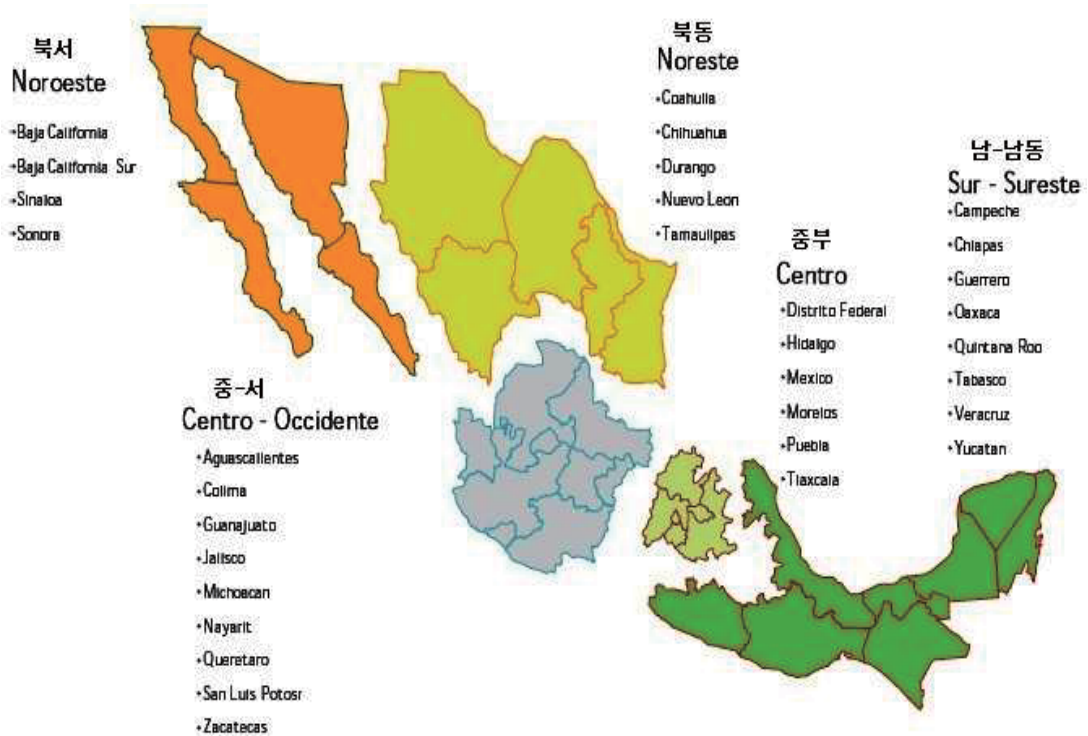 북서
Noroeste
•Baja California
•Baja California Sur
•Sinaloa
•Sonora
북동
Noreste
•Coahuila
•Chihuahua
•Durango
•Nuevo Leon
•Tamaulipas
남-남동
Sur - Sureste
•Campeche
•Chiapas
•Guerrero
•Oaxaca
•Quintana Roo
•Tabasco
•Veracruz
•Yucatan
중부
Centro
•Distrito Federal
•Hidalgo
•Mexico
•Morelos
•Puebla
•Tlaxcala
중-서
Centro - Occidente
•Aguascalientes
•Colima
•Guanajuato
•Jalisco
•Michoacan
•Nayarit
•Queretaro
•San Luis Potosr
•Zacatecas